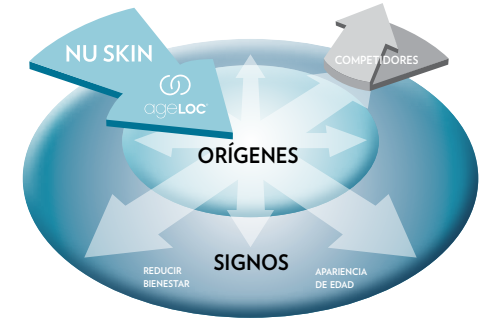 NU SKIN
COMPETIDORES
ageLOC
ORÍGENES
SIGNOS
REDUCIR
BIENESTAR
APARIENCIA
DE EDAD